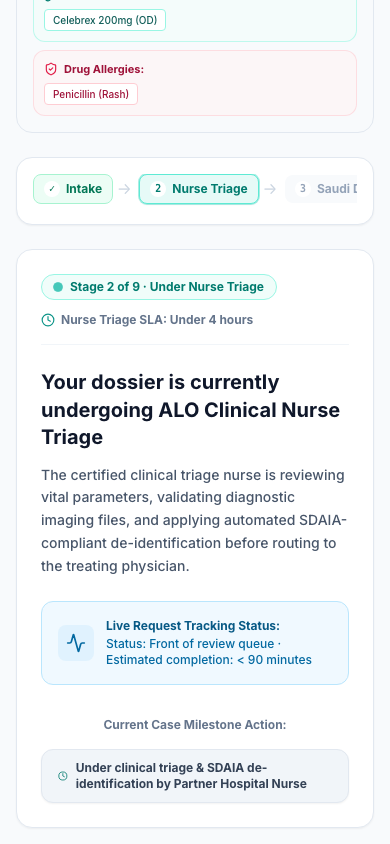 Celebrex 200mg (OD)
Drug Allergies:
Penicillin (Rash)
✓ Intake → 2 Nurse Triage → 3 Saudi
Stage 2 of 9 · Under Nurse Triage
Nurse Triage SLA: Under 4 hours
Your dossier is currently
undergoing ALO Clinical Nurse
Triage
The certified clinical triage nurse is reviewing
vital parameters, validating diagnostic
imaging files, and applying automated SDAIA-
compliant de-identification before routing to
the treating physician.
Live Request Tracking Status:
Status: Front of review queue ·
Estimated completion: < 90 minutes
Current Case Milestone Action:
Under clinical triage & SDAIA de-
identification by Partner Hospital Nurse